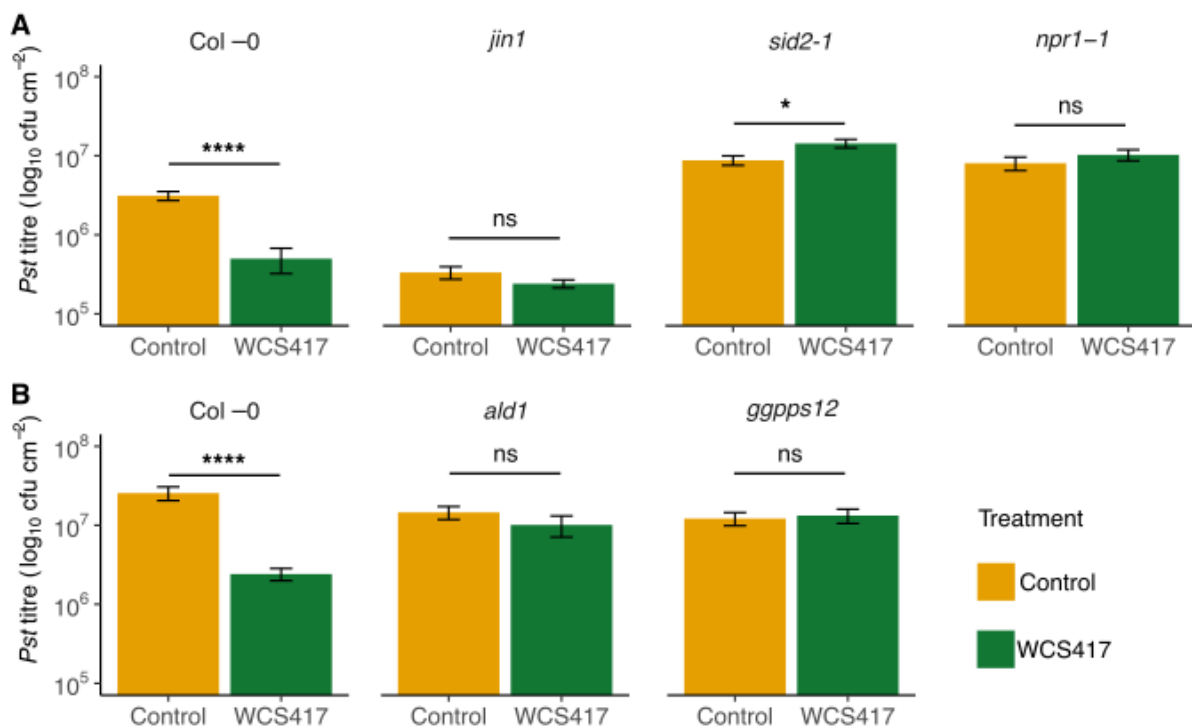 A
Col –0
jin1
sid2-1
npr1–1
Pst titre (log₁₀ cfu cm⁻²)
10⁸
10⁷
10⁶
10⁵
****
ns
*
ns
Control WCS417
Control WCS417
Control WCS417
Control WCS417
B
Col –0
ald1
ggpps12
Pst titre (log₁₀ cfu cm⁻²)
10⁸
10⁷
10⁶
10⁵
****
ns
ns
Control WCS417
Control WCS417
Control WCS417
Treatment
Control
WCS417